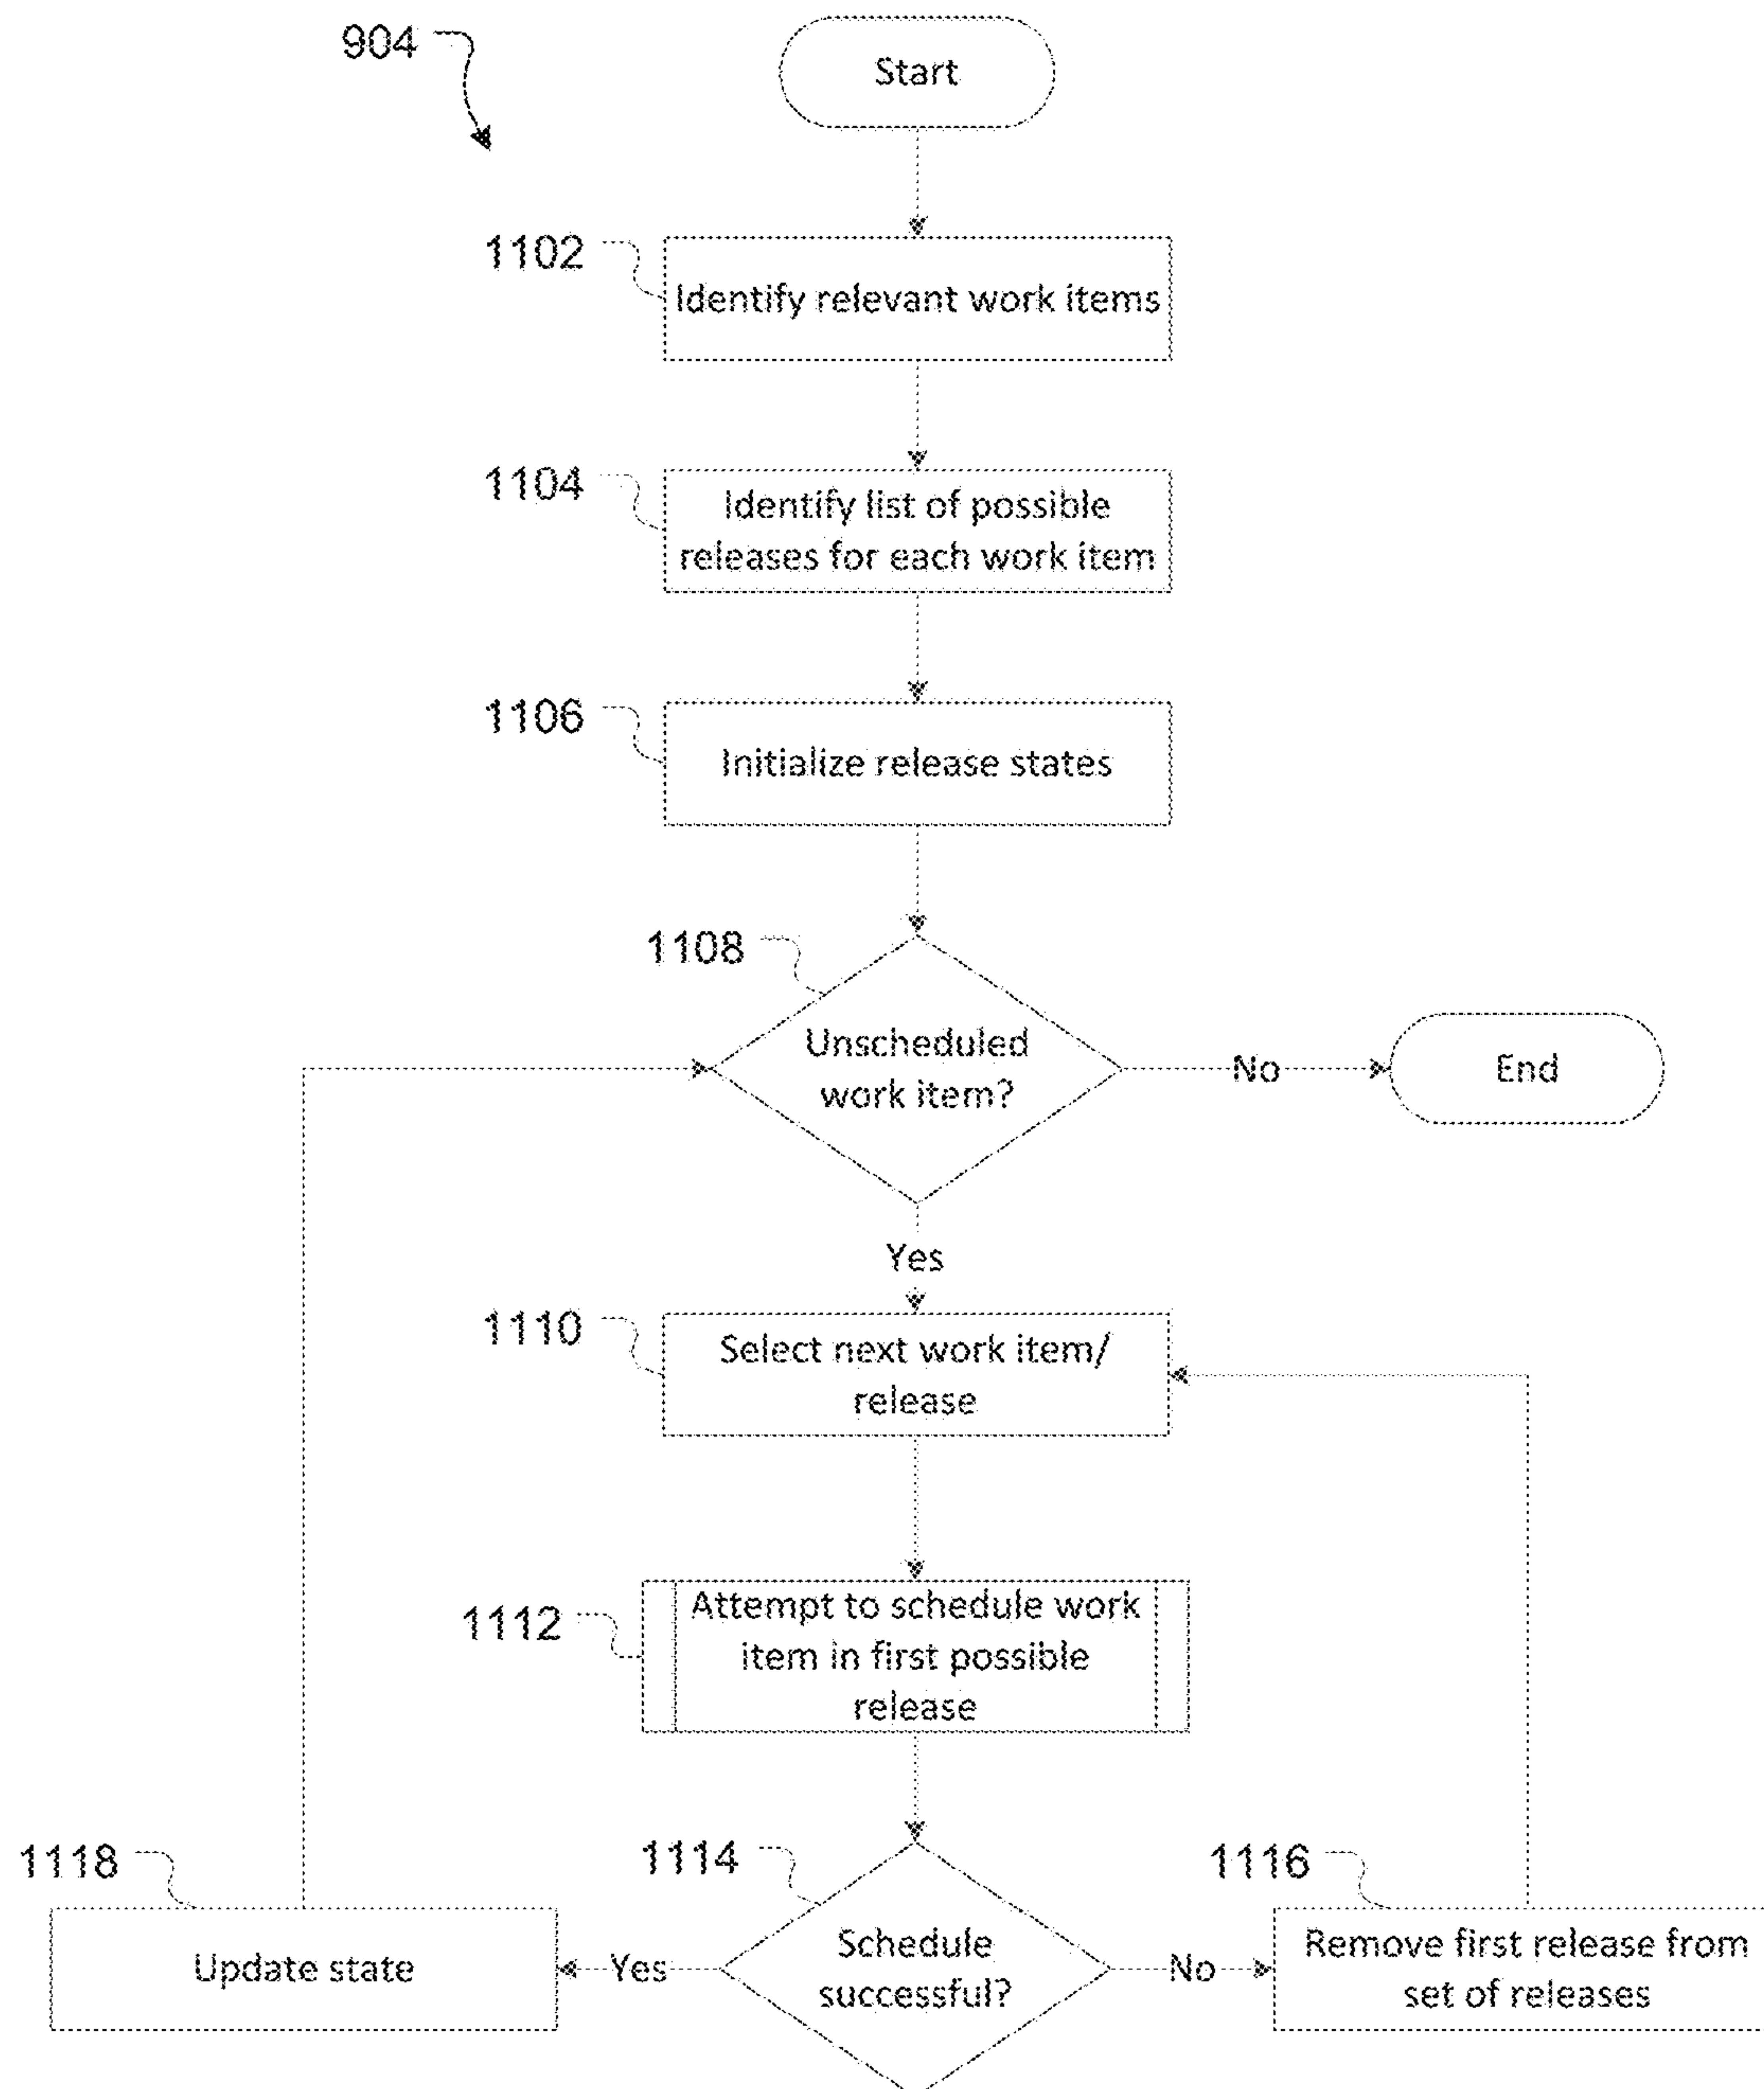 904
Start
1102
Identify relevant work items
1104
Identify list of possible
releases for each work item
1106
Initialize release states
1108
Unscheduled
work item?
No
End
Yes
1110
Select next work item/
release
1112
Attempt to schedule work
item in first possible
release
1118
1114
1116
Update state
Yes
Schedule
successful?
No
Remove first release from
set of releases